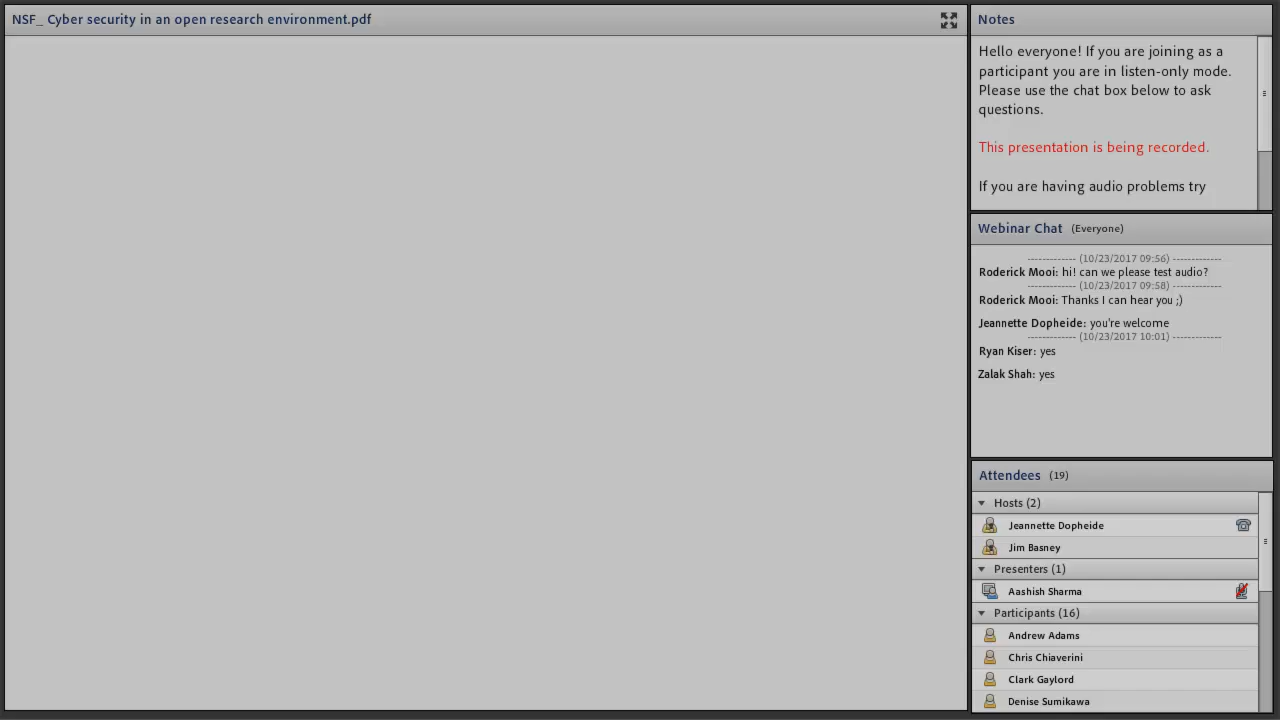 NSF_ Cyber security in an open research environment.pdf
Notes
Hello everyone! If you are joining as a
participant you are in listen-only mode.
Please use the chat box below to ask
questions.
This presentation is being recorded.
If you are having audio problems try
Webinar Chat (Everyone)
------------- (10/23/2017 09:56) -------------
Roderick Mooi: hi! can we please test audio?
------------- (10/23/2017 09:58) -------------
Roderick Mooi: Thanks I can hear you ;)
Jeannette Dopheide: you're welcome
------------- (10/23/2017 10:01) -------------
Ryan Kiser: yes
Zalak Shah: yes
Attendees (19)
Hosts (2)
Jeannette Dopheide
Jim Basney
Presenters (1)
Aashish Sharma
Participants (16)
Andrew Adams
Chris Chiaverini
Clark Gaylord
Denise Sumikawa